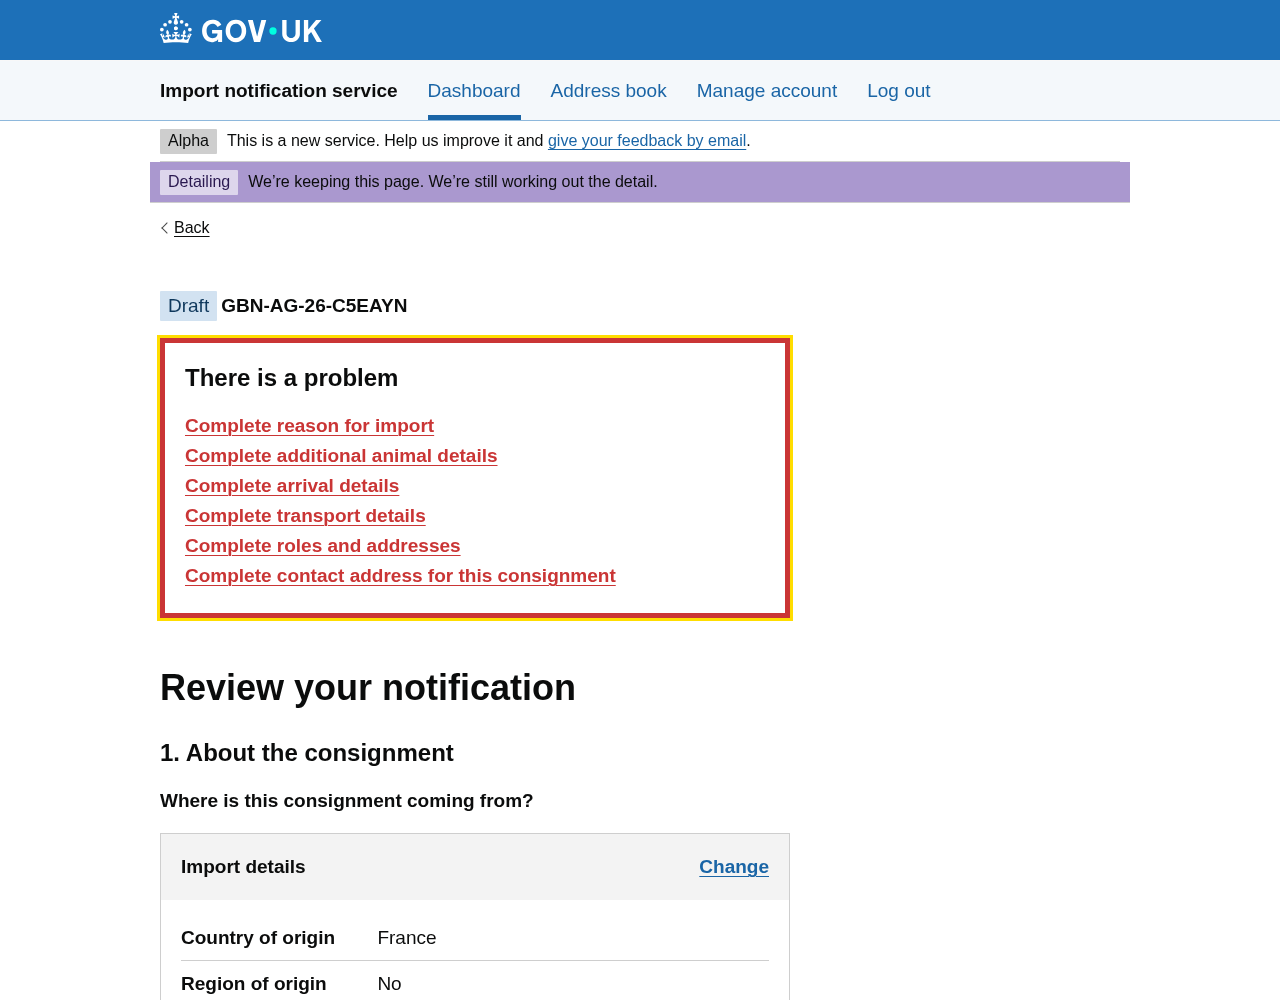 GOV•UK
Import notification service Dashboard Address book Manage account Log out
Alpha This is a new service. Help us improve it and give your feedback by email.
Detailing We’re keeping this page. We’re still working out the detail.
Back
Draft GBN-AG-26-C5EAYN
There is a problem
Complete reason for import
Complete additional animal details
Complete arrival details
Complete transport details
Complete roles and addresses
Complete contact address for this consignment
Review your notification
1. About the consignment
Where is this consignment coming from?
Import details Change
Country of origin France
Region of origin No